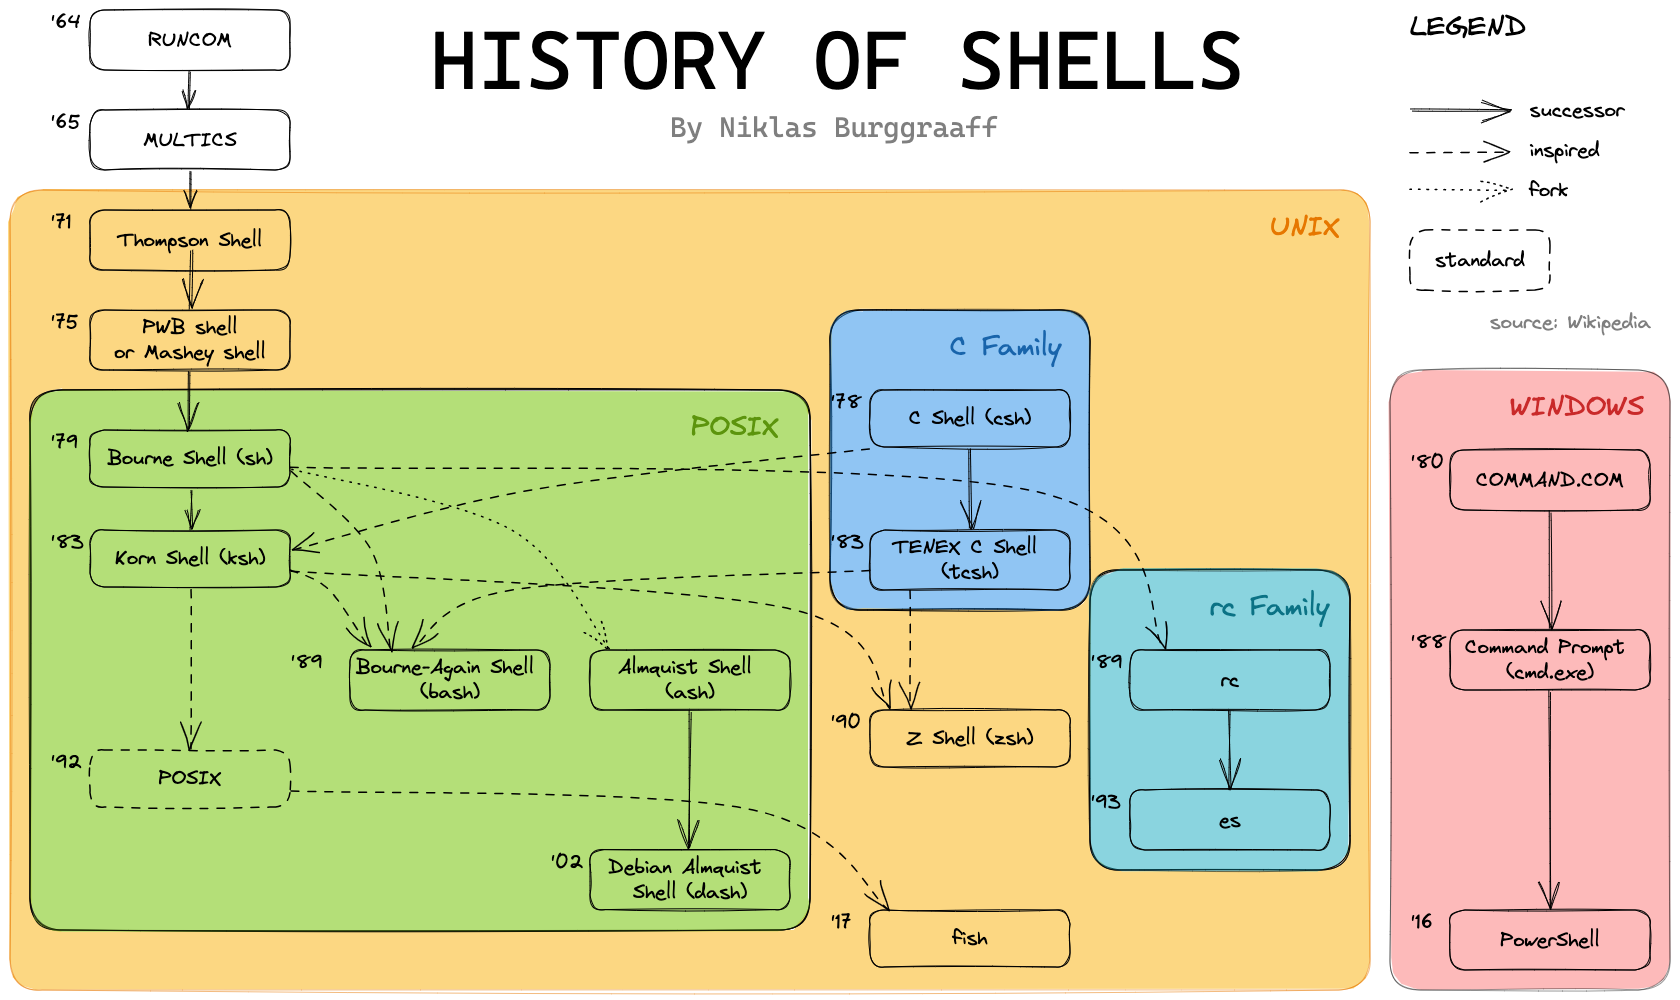 HISTORY OF SHELLS
By Niklas Burggraaff
LEGEND
successor
inspired
fork
standard
source: Wikipedia
'64
RUNCOM
'65
MULTICS
UNIX
'71
Thompson Shell
'75
PWB shell
or Mashey shell
POSIX
'79
Bourne Shell (sh)
'83
Korn Shell (ksh)
'89
Bourne-Again Shell
(bash)
Almquist Shell
(ash)
'92
POSIX
'02
Debian Almquist
Shell (dash)
C Family
'78
C Shell (csh)
'83
TENEX C Shell
(tcsh)
'90
Z Shell (zsh)
'17
fish
rc Family
'89
rc
'93
es
WINDOWS
'80
COMMAND.COM
'88
Command Prompt
(cmd.exe)
'16
PowerShell